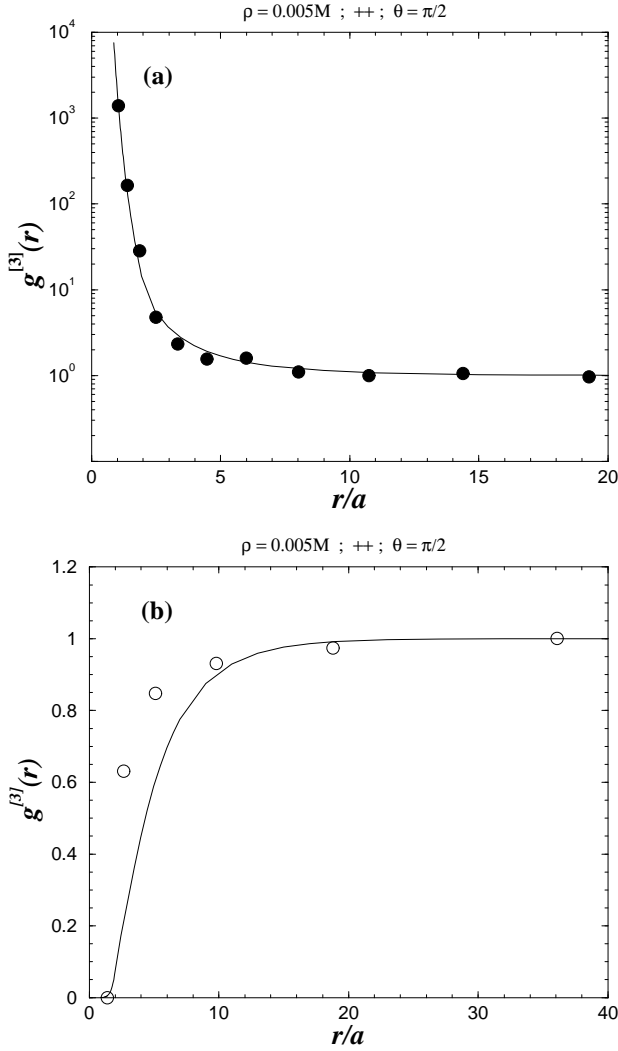 ρ = 0.005M ; ++ ; θ = π/2
(a)
g[3](r)
10⁴
10³
10²
10¹
10⁰
0 5 10 15 20
r/a
ρ = 0.005M ; ++ ; θ = π/2
(b)
g[3](r)
1.2
1
0.8
0.6
0.4
0.2
0
0 10 20 30 40
r/a